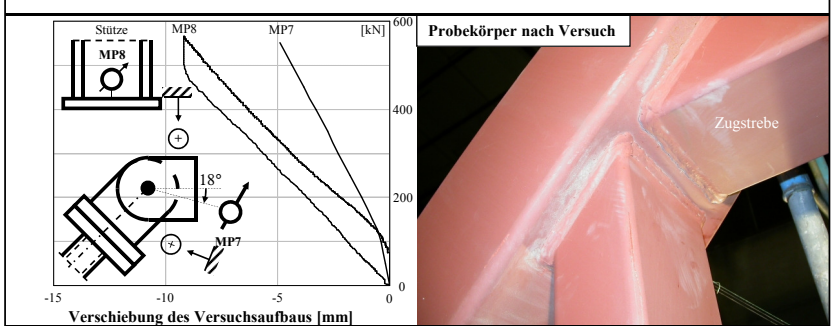 Stütze
MP8
MP8
MP7
[kN]
600
400
200
0
18°
MP7
-15
-10
-5
0
Verschiebung des Versuchsaufbaus [mm]
Probekörper nach Versuch
Zugstrebe